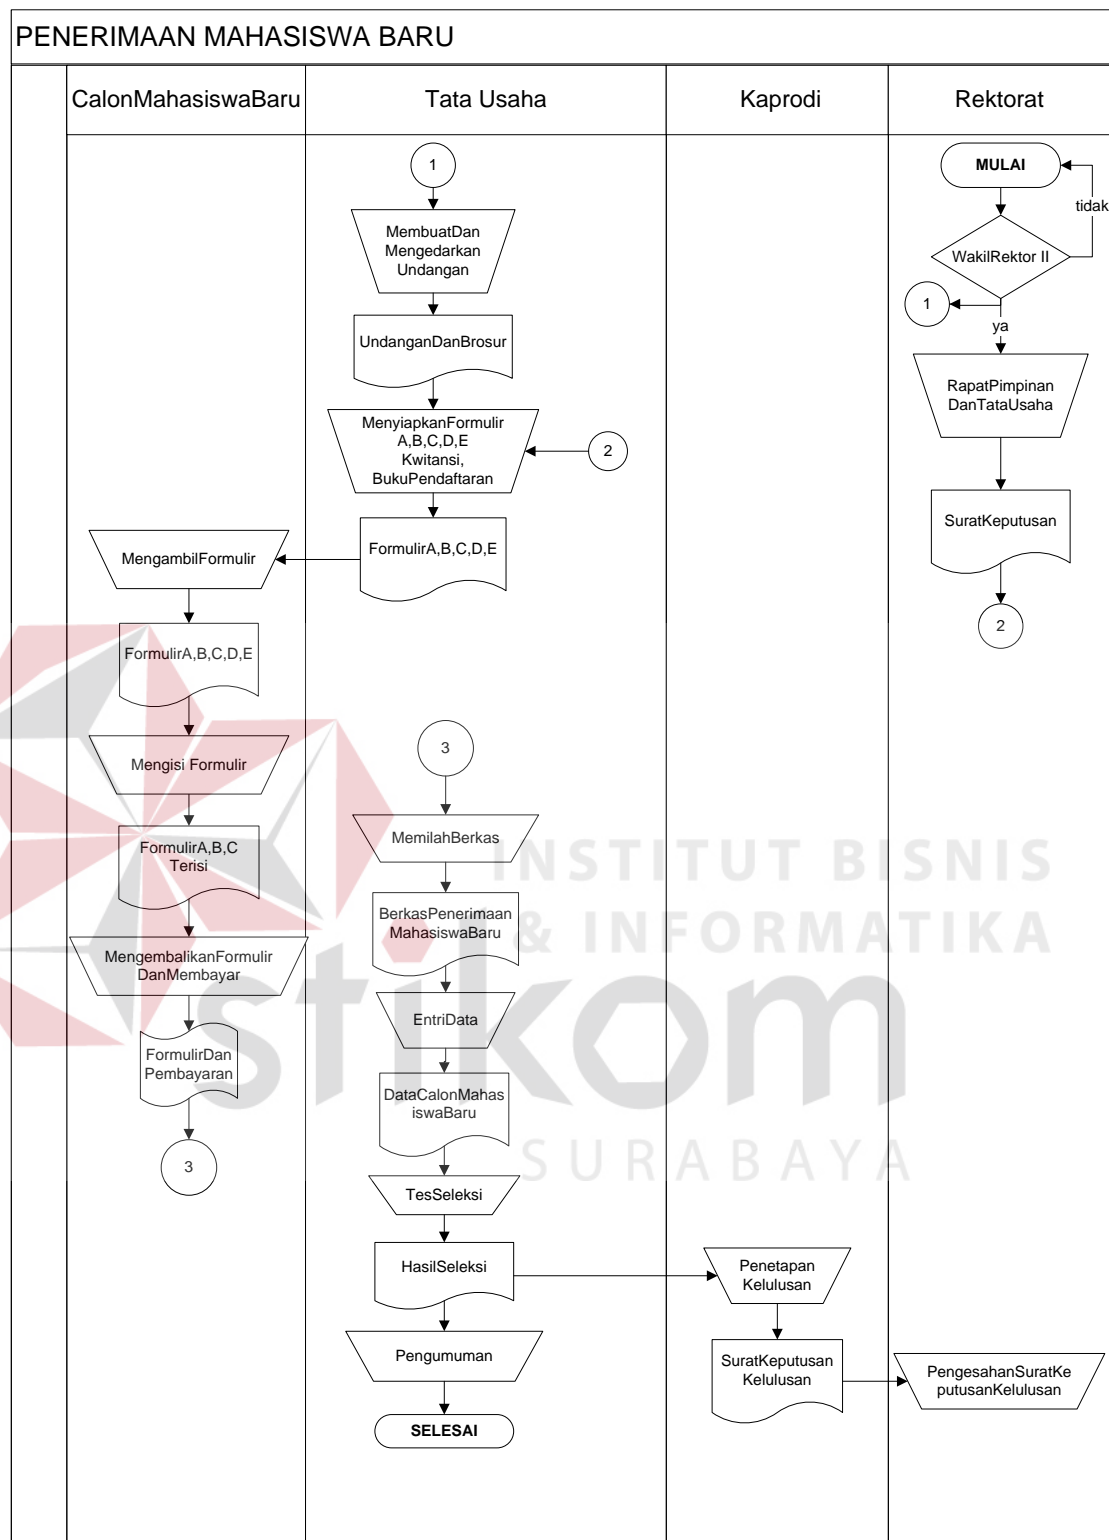 PENERIMAAN MAHASISWA BARU
CalonMahasiswaBaru
Tata Usaha
Kaprodi
Rektorat
1
MembuatDan
Mengedarkan
Undangan
UndanganDanBrosur
MenyiapkanFormulir
A,B,C,D,E
Kwitansi,
BukuPendaftaran
2
FormulirA,B,C,D,E
MULAI
tidak
WakilRektor II
1
ya
RapatPimpinan
DanTataUsaha
SuratKeputusan
2
MengambilFormulir
FormulirA,B,C,D,E
Mengisi Formulir
FormulirA,B,C
Terisi
MengembalikanFormulir
DanMembayar
FormulirDan
Pembayaran
3
3
MemilahBerkas
BerkasPenerimaan
MahasiswaBaru
EntriData
DataCalonMahas
iswaBaru
TesSeleksi
HasilSeleksi
Pengumuman
SELESAI
Penetapan
Kelulusan
SuratKeputusan
Kelulusan
PengesahanSuratKe
putusanKelulusan
INSTITUT BISNIS
& INFORMATIKA
stikom
SURABAYA